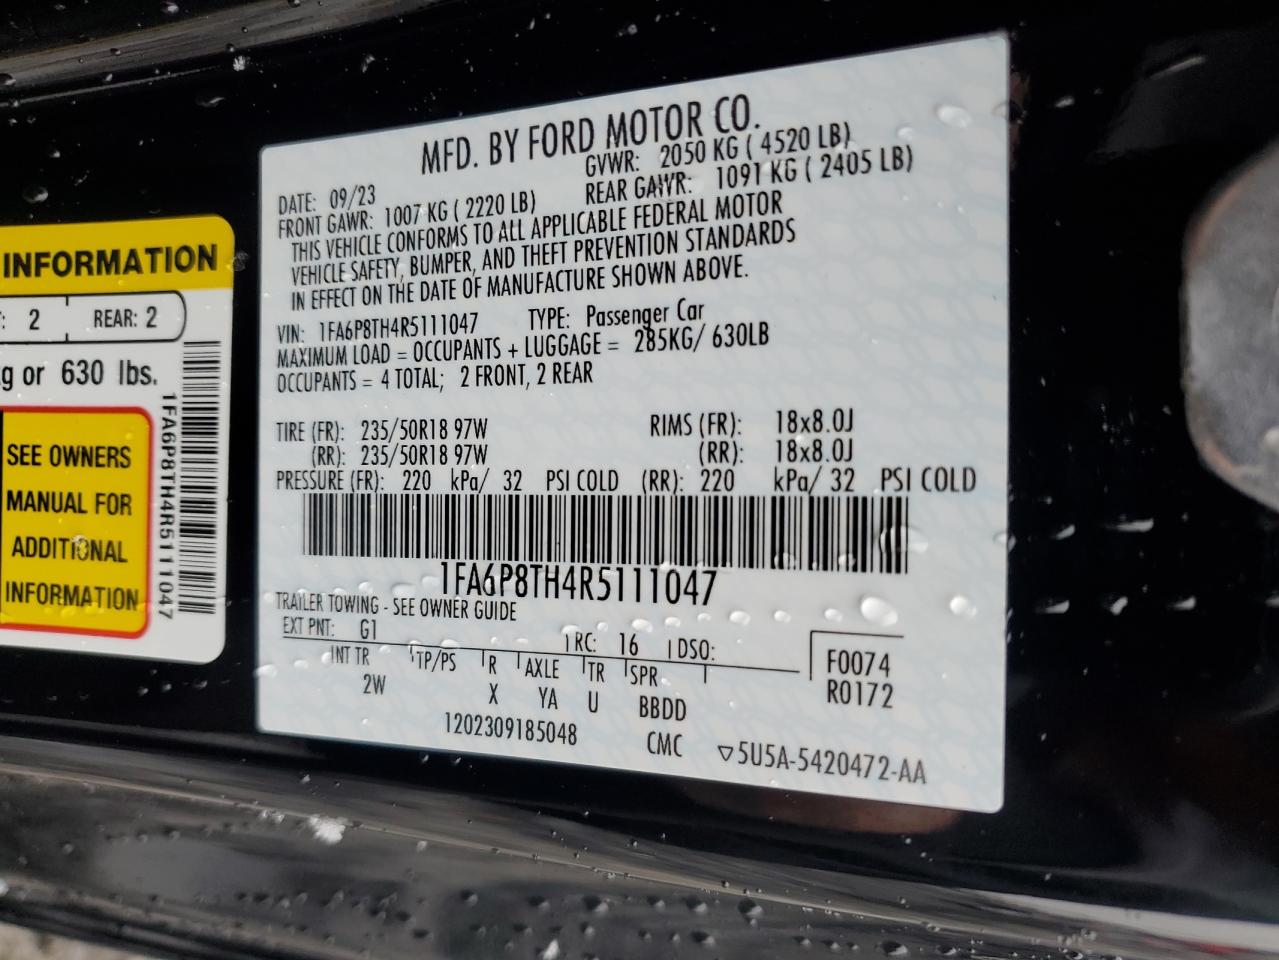 INFORMATION
: 2 REAR: 2
g or 630 lbs.
SEE OWNERS
MANUAL FOR
ADDITIONAL
INFORMATION
1FA6P8TH4R5111047
MFD. BY FORD MOTOR CO.
DATE: 09/23 GVWR: 2050 KG ( 4520 LB)
FRONT GAWR: 1007 KG ( 2220 LB) REAR GAWR: 1091 KG ( 2405 LB)
THIS VEHICLE CONFORMS TO ALL APPLICABLE FEDERAL MOTOR
VEHICLE SAFETY, BUMPER, AND THEFT PREVENTION STANDARDS
IN EFFECT ON THE DATE OF MANUFACTURE SHOWN ABOVE.
VIN: 1FA6P8TH4R5111047 TYPE: Passenger Car
MAXIMUM LOAD = OCCUPANTS + LUGGAGE = 285KG/ 630LB
OCCUPANTS = 4 TOTAL; 2 FRONT, 2 REAR
TIRE (FR): 235/50R18 97W RIMS (FR): 18x8.0J
(RR): 235/50R18 97W (RR): 18x8.0J
PRESSURE (FR): 220 kPa/ 32 PSI COLD (RR): 220 kPa/ 32 PSI COLD
1FA6P8TH4R5111047
TRAILER TOWING - SEE OWNER GUIDE
EXT PNT: G1 RC: 16 DSO: F0074
INT TR TP/PS R AXLE TR SPR R0172
2W X YA U BBDD
1202309185048 CMC ▽5U5A-5420472-AA